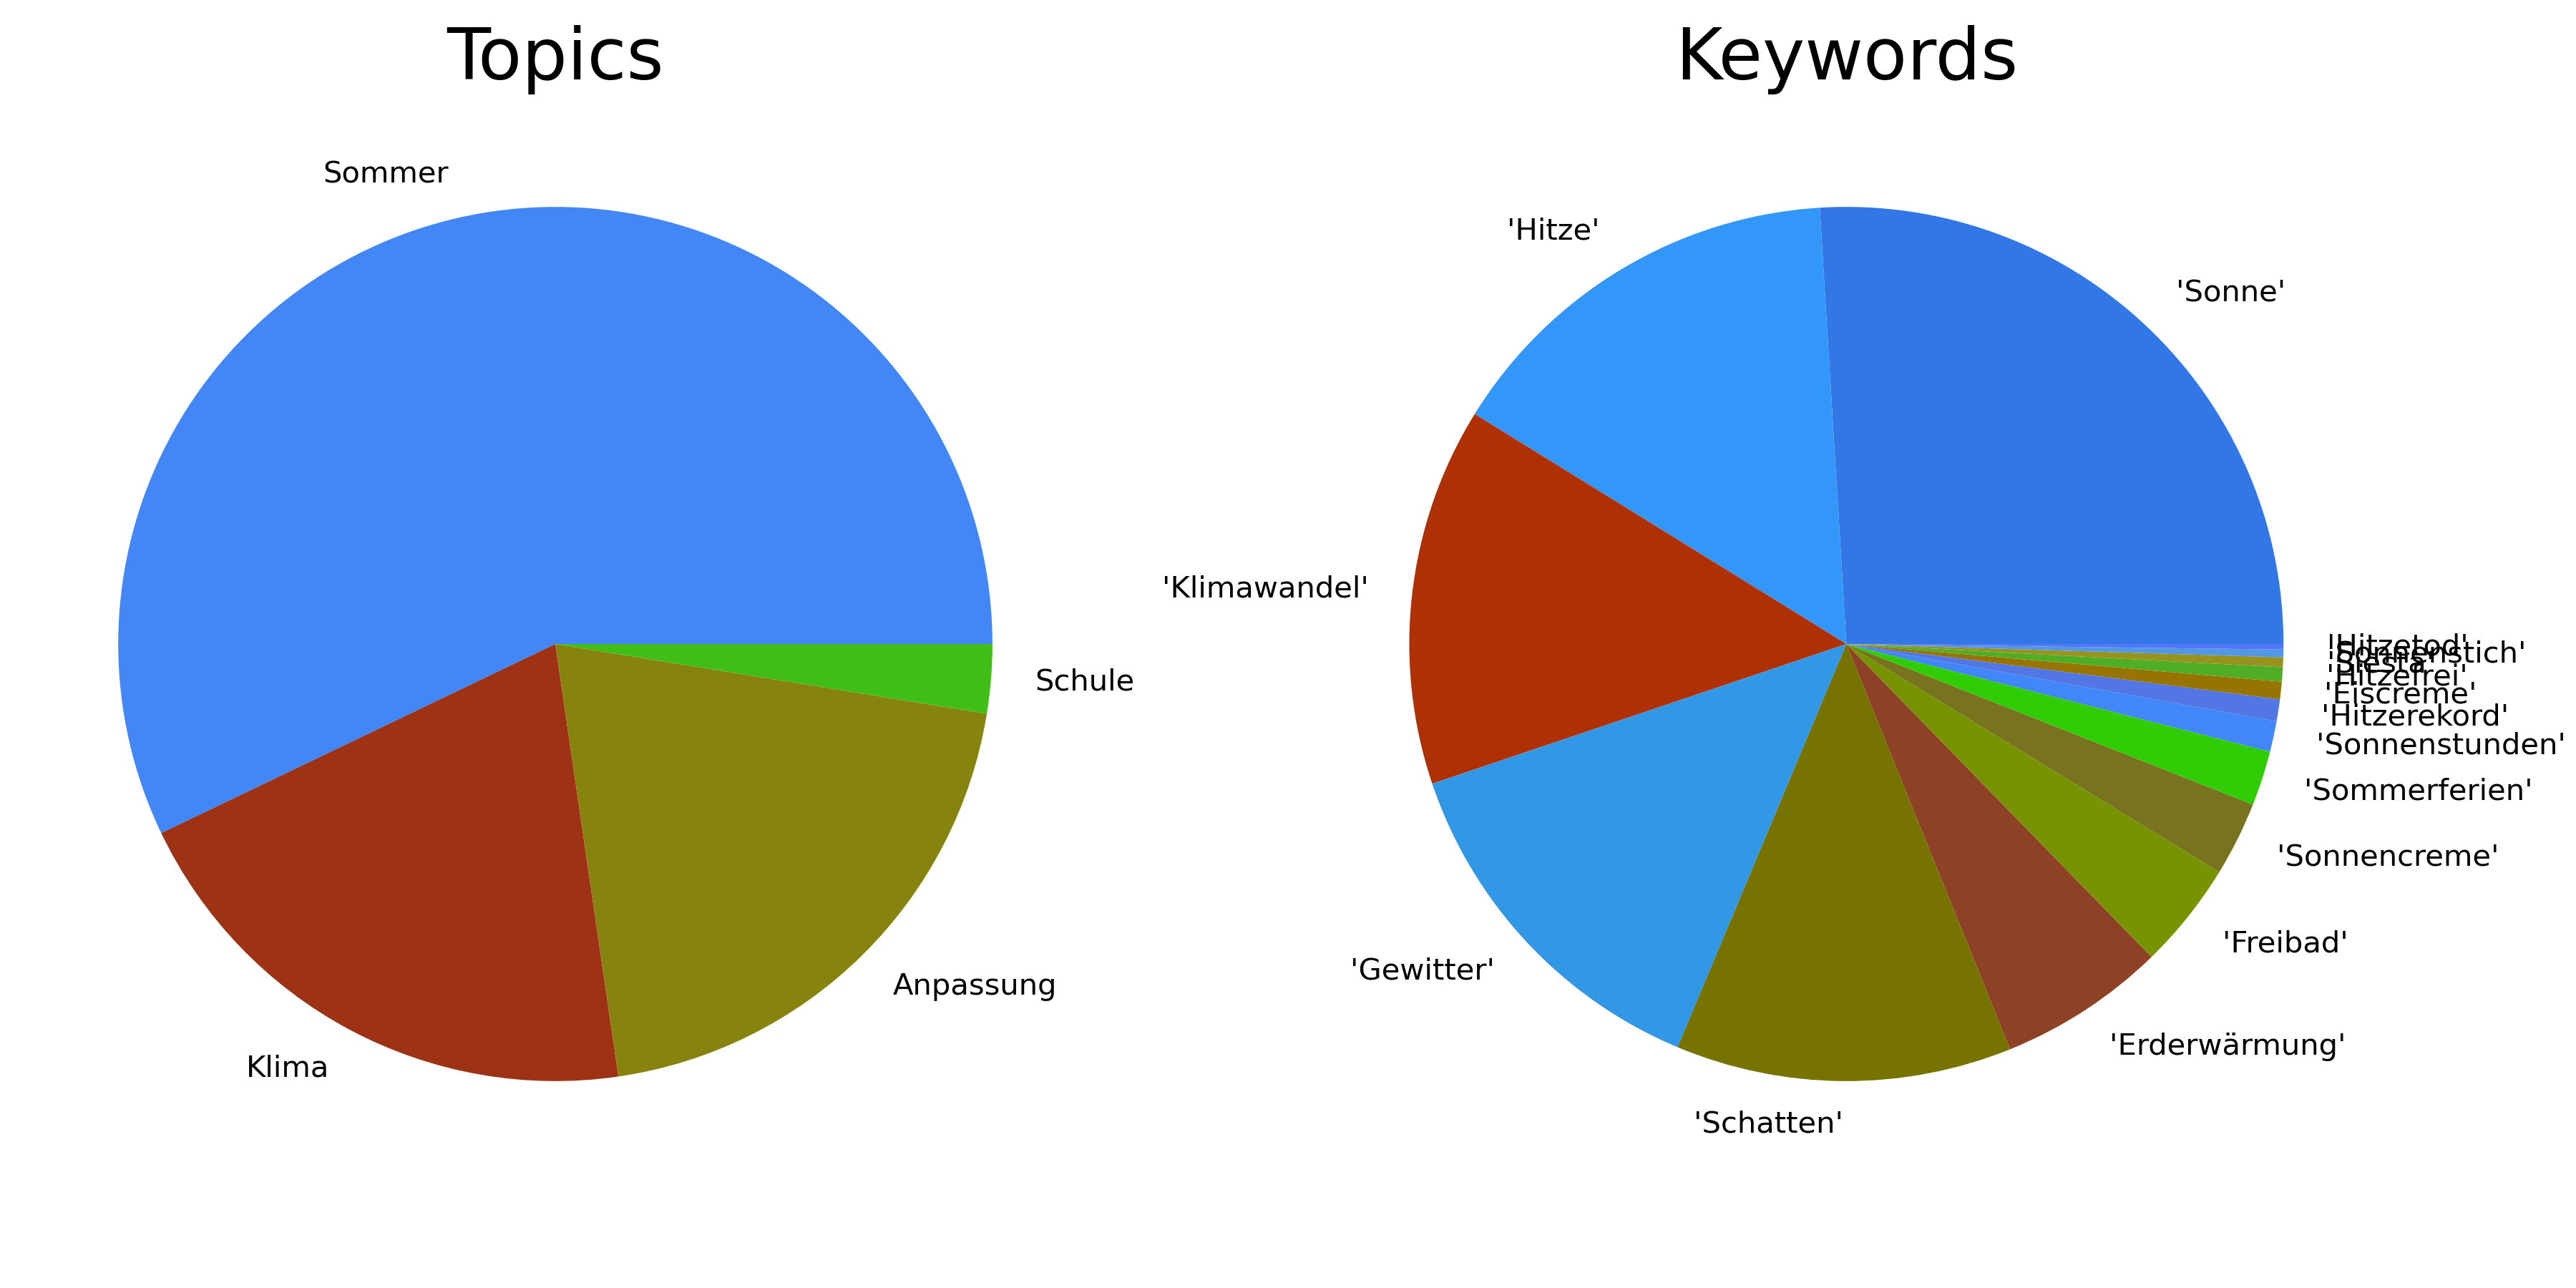 Topics
Sommer
Klima
Anpassung
Schule
Keywords
'Sonne'
'Hitze'
'Klimawandel'
'Gewitter'
'Schatten'
'Erderwärmung'
'Freibad'
'Sonnencreme'
'Sommerferien'
'Sonnenstunden'
'Hitzerekord'
'Eiscreme'
'Hitzefrei'
'Siesta'
'Sonnenstich'
'Hitzetod'